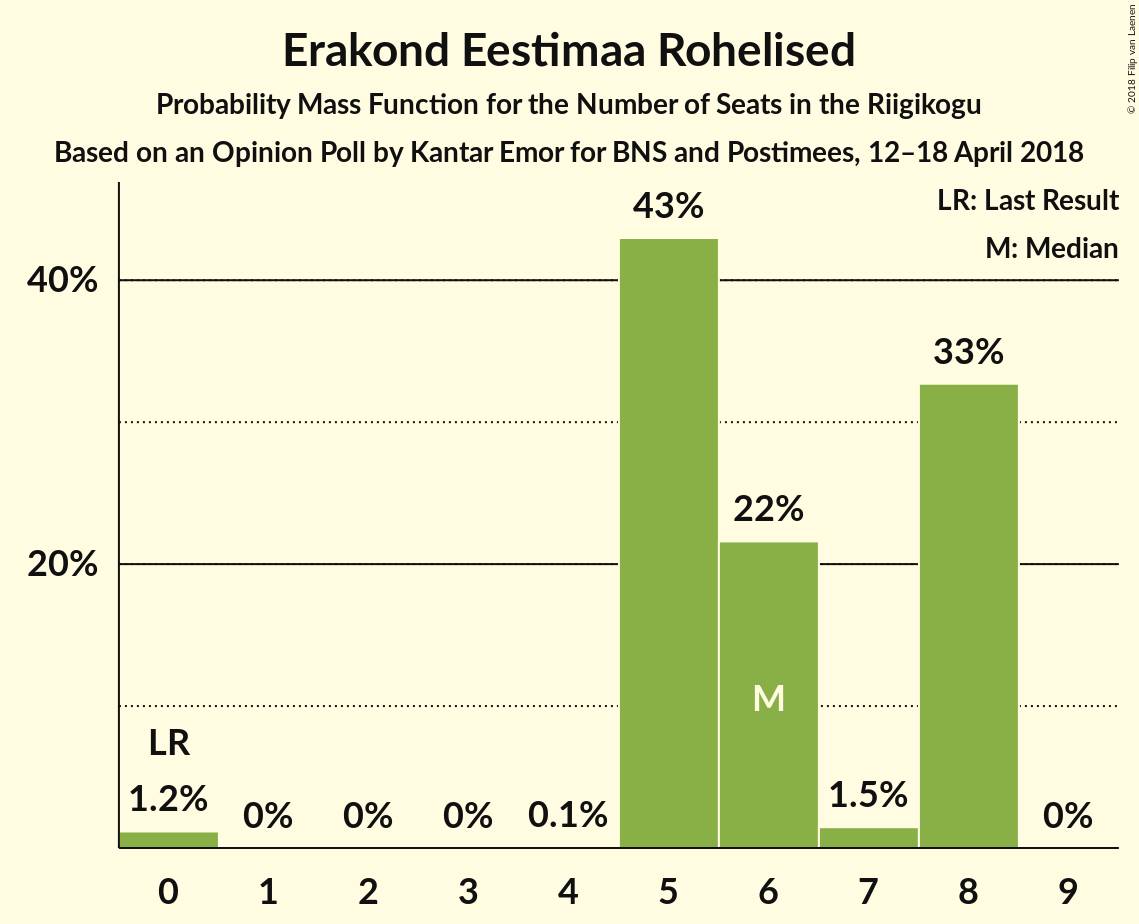 Erakond Eestimaa Rohelised
Probability Mass Function for the Number of Seats in the Riigikogu
Based on an Opinion Poll by Kantar Emor for BNS and Postimees, 12–18 April 2018
© 2018 Filip van Laenen
LR: Last Result
M: Median
43%
40%
33%
22%
20%
M
LR
1.2%
0%
0%
0%
0.1%
1.5%
0%
0 1 2 3 4 5 6 7 8 9